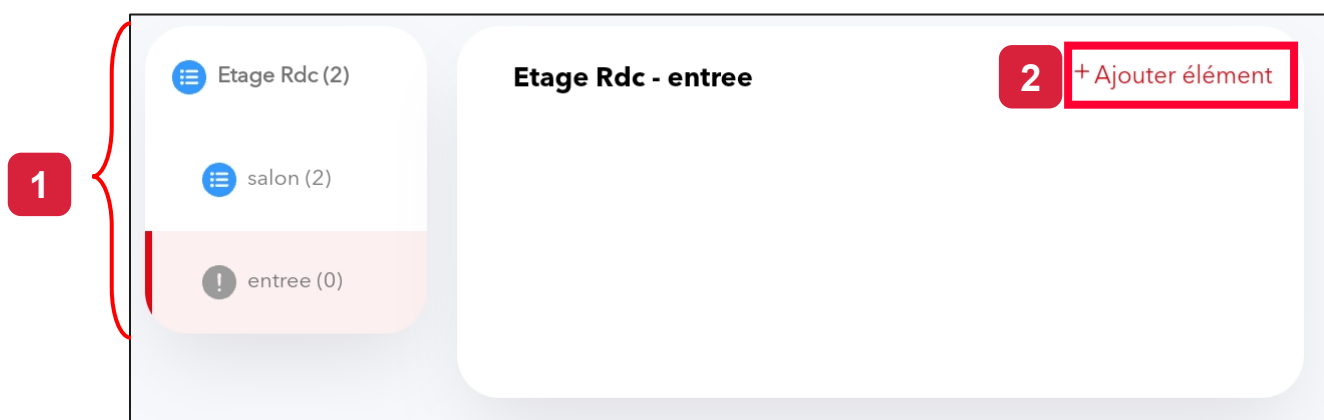 1
Etage Rdc (2)
salon (2)
entree (0)
Etage Rdc - entree
2
+ Ajouter élément